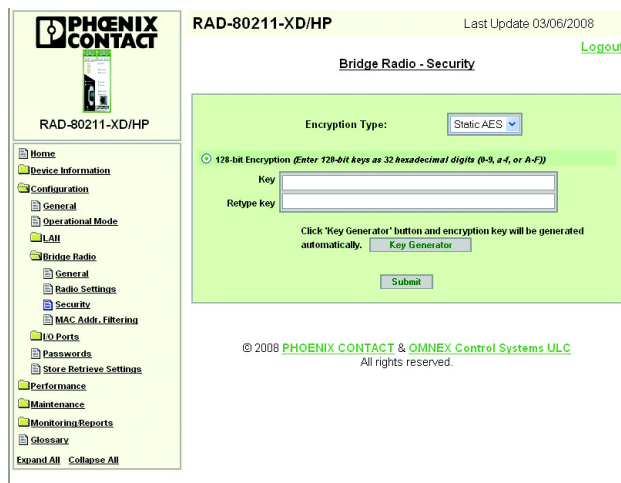 PHŒNIX
CONTACT
RAD-80211-XD/HP
Home
Device Information
Configuration
General
Operational Mode
LAN
Bridge Radio
General
Radio Settings
Security
MAC Addr. Filtering
I/O Ports
Passwords
Store Retrieve Settings
Performance
Maintenance
Monitoring/Reports
Glossary
Expand All Collapse All
RAD-80211-XD/HP Last Update 03/06/2008
Logout
Bridge Radio - Security
Encryption Type: Static AES
128-bit Encryption (Enter 128-bit keys as 32 hexadecimal digits (0-9, a-f, or A-F))
Key
Retype key
Click 'Key Generator' button and encryption key will be generated
automatically. Key Generator
Submit
© 2008 PHOENIX CONTACT & OMNEX Control Systems ULC
All rights reserved.